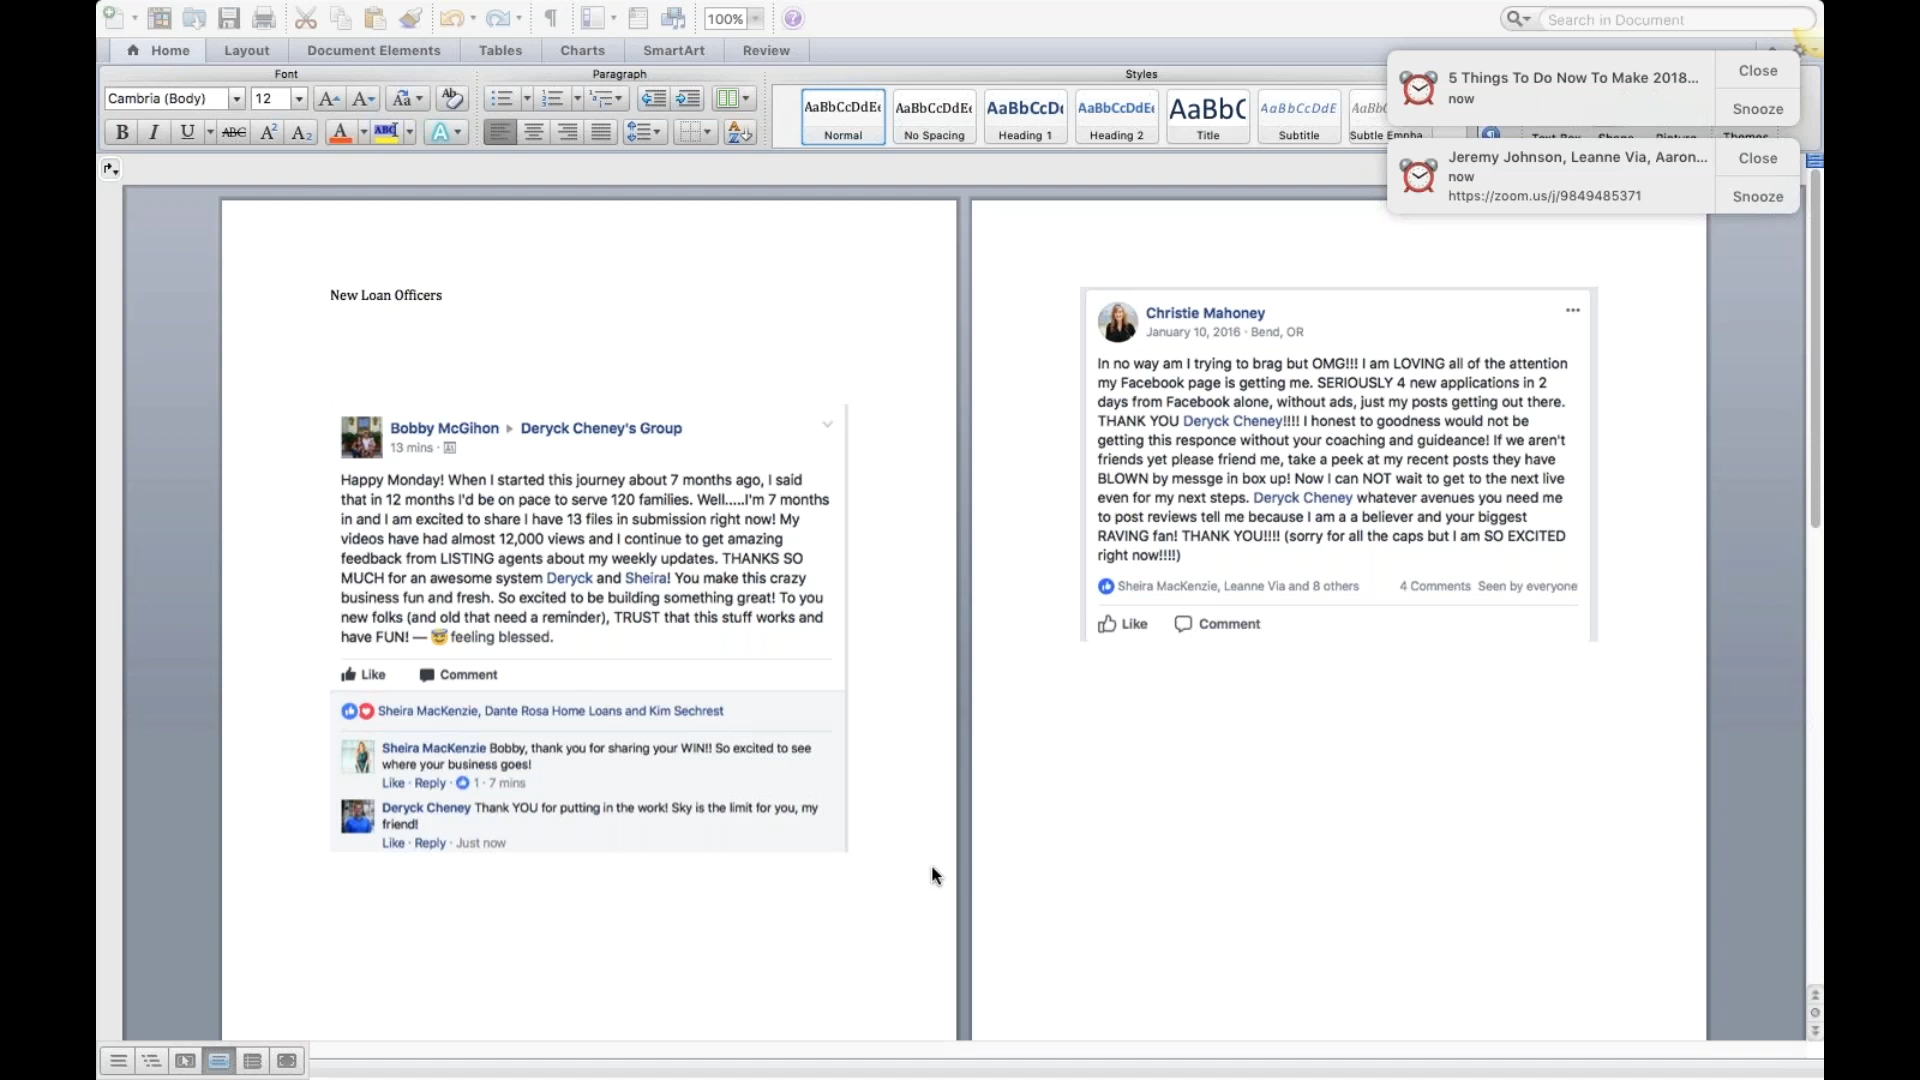 100%
Search in Document
Home
Layout
Document Elements
Tables
Charts
SmartArt
Review
Font
Paragraph
Styles
Cambria (Body)
12
AaBbCcDdEe
AaBbCcDdEe
AaBbCcDc
AaBbCcDdEe
AaBbC
AaBbCcDdE
AaBbC
Normal
No Spacing
Heading 1
Heading 2
Title
Subtitle
Subtle Empha
Text Box
Shape
Picture
Themes
5 Things To Do Now To Make 2018...
now
Close
Snooze
Jeremy Johnson, Leanne Via, Aaron...
now
https://zoom.us/j/9849485371
Close
Snooze
New Loan Officers
Bobby McGihon ▸ Deryck Cheney's Group
13 mins ·
Happy Monday! When I started this journey about 7 months ago, I said
that in 12 months I'd be on pace to serve 120 families. Well.....I'm 7 months
in and I am excited to share I have 13 files in submission right now! My
videos have had almost 12,000 views and I continue to get amazing
feedback from LISTING agents about my weekly updates. THANKS SO
MUCH for an awesome system Deryck and Sheira! You make this crazy
business fun and fresh. So excited to be building something great! To you
new folks (and old that need a reminder), TRUST that this stuff works and
have FUN! — 😇 feeling blessed.
Like Comment
Sheira MacKenzie, Dante Rosa Home Loans and Kim Sechrest
Sheira MacKenzie Bobby, thank you for sharing your WIN!! So excited to see
where your business goes!
Like · Reply · 1 · 7 mins
Deryck Cheney Thank YOU for putting in the work! Sky is the limit for you, my
friend!
Like · Reply · Just now
Christie Mahoney
January 10, 2016 · Bend, OR
In no way am I trying to brag but OMG!!! I am LOVING all of the attention
my Facebook page is getting me. SERIOUSLY 4 new applications in 2
days from Facebook alone, without ads, just my posts getting out there.
THANK YOU Deryck Cheney!!!! I honest to goodness would not be
getting this responce without your coaching and guideance! If we aren't
friends yet please friend me, take a peek at my recent posts they have
BLOWN by messge in box up! Now I can NOT wait to get to the next live
even for my next steps. Deryck Cheney whatever avenues you need me
to post reviews tell me because I am a a believer and your biggest
RAVING fan! THANK YOU!!!! (sorry for all the caps but I am SO EXCITED
right now!!!!)
Sheira MacKenzie, Leanne Via and 8 others
4 Comments Seen by everyone
Like Comment